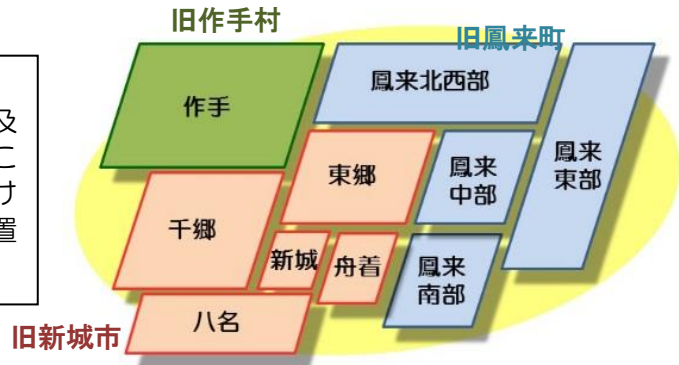 旧作手村
旧鳳来町
及
に
け
置
作手
鳳来北西部
東郷
鳳来
中部
鳳来
東部
千郷
新城
舟着
鳳来
南部
八名
旧新城市